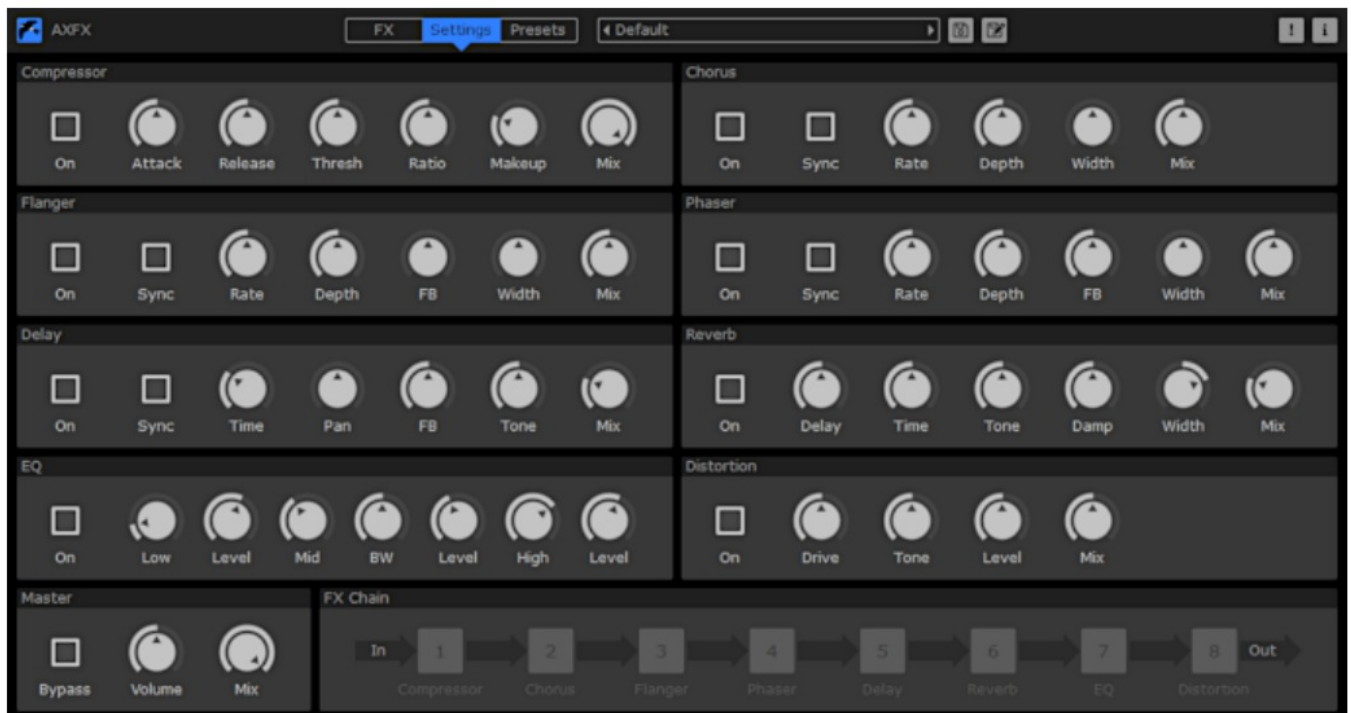 AXFX FX Settings Presets Default ! i
Compressor
On Attack Release Thresh Ratio Makeup Mix
Chorus
On Sync Rate Depth Width Mix
Flanger
On Sync Rate Depth FB Width Mix
Phaser
On Sync Rate Depth FB Width Mix
Delay
On Sync Time Pan FB Tone Mix
Reverb
On Delay Time Tone Damp Width Mix
EQ
On Low Level Mid BW Level High Level
Distortion
On Drive Tone Level Mix
Master
Bypass Volume Mix
FX Chain
In 1 2 3 4 5 6 7 8 Out
Compressor Chorus Flanger Phaser Delay Reverb EQ Distortion